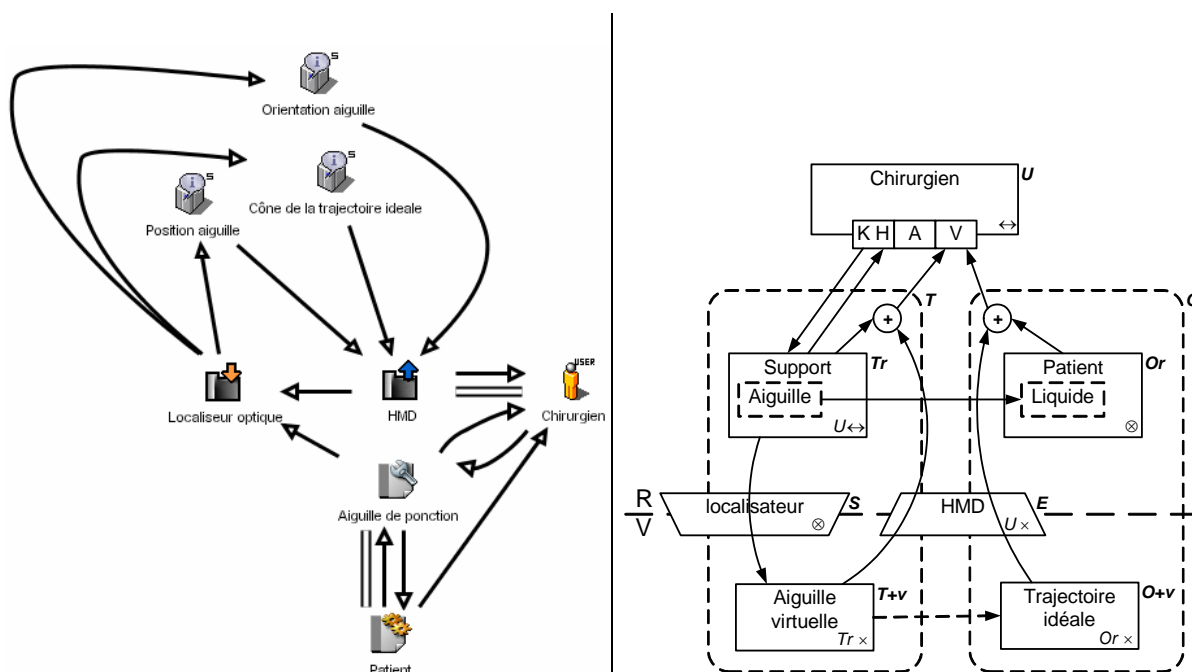 S
Orientation aiguille
S
Cône de la trajectoire ideale
S
Position aiguille
Localiseur optique
HMD
USER
Chirurgien
Aiguille de ponction
Patient
Chirurgien
U
↔
K H A V
T
O
+
+
Support
Tr
Aiguille
U↔
Patient
Or
Liquide
⊗
R
V
localisateur
S
⊗
HMD
E
U ×
Aiguille
virtuelle
T+v
Tr ×
Trajectoire
idéale
O+v
Or ×